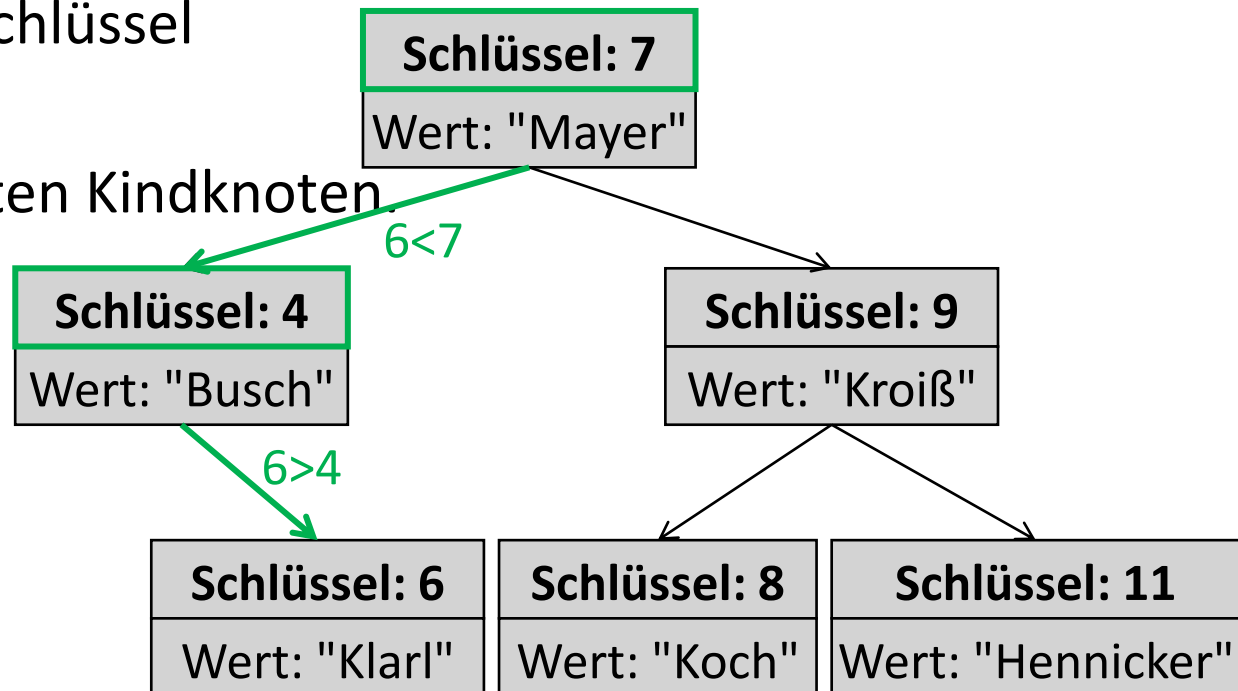 chlüssel
Schlüssel: 7
Wert: "Mayer"
ten Kindknoten.
6<7
Schlüssel: 4
Wert: "Busch"
Schlüssel: 9
Wert: "Kroiß"
6>4
Schlüssel: 6
Wert: "Klarl"
Schlüssel: 8
Wert: "Koch"
Schlüssel: 11
Wert: "Hennicker"